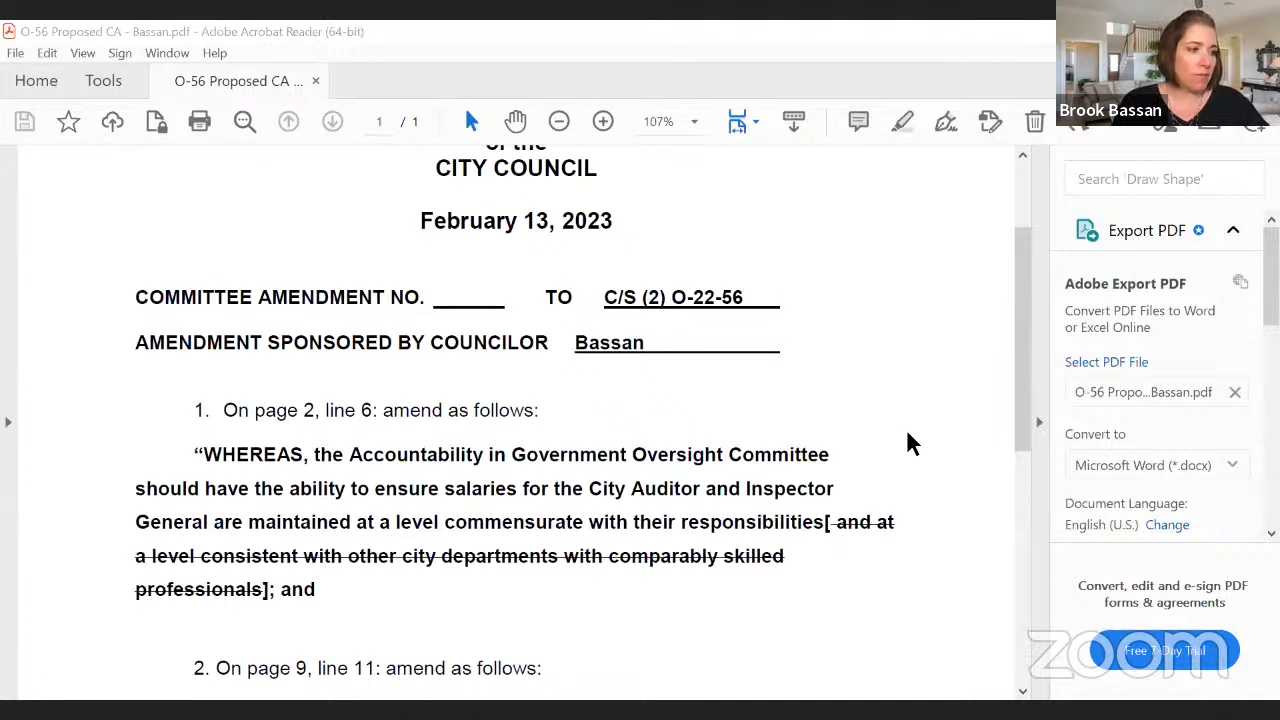 O-56 Proposed CA - Bassan.pdf - Adobe Acrobat Reader (64-bit)
File Edit View Sign Window Help
Home Tools O-56 Proposed CA ... ×
1 / 1 107%
Brook Bassan
of the
CITY COUNCIL
February 13, 2023
COMMITTEE AMENDMENT NO. ______ TO C/S (2) O-22-56
AMENDMENT SPONSORED BY COUNCILOR Bassan
1. On page 2, line 6: amend as follows:
“WHEREAS, the Accountability in Government Oversight Committee
should have the ability to ensure salaries for the City Auditor and Inspector
General are maintained at a level commensurate with their responsibilities[ and at
a level consistent with other city departments with comparably skilled
professionals]; and
2. On page 9, line 11: amend as follows:
Search 'Draw Shape'
Export PDF
Adobe Export PDF
Convert PDF Files to Word
or Excel Online
Select PDF File
O-56 Propo...Bassan.pdf
Convert to
Microsoft Word (*.docx)
Document Language:
English (U.S.) Change
Convert, edit and e-sign PDF
forms & agreements
Free 7-Day Trial
zoom